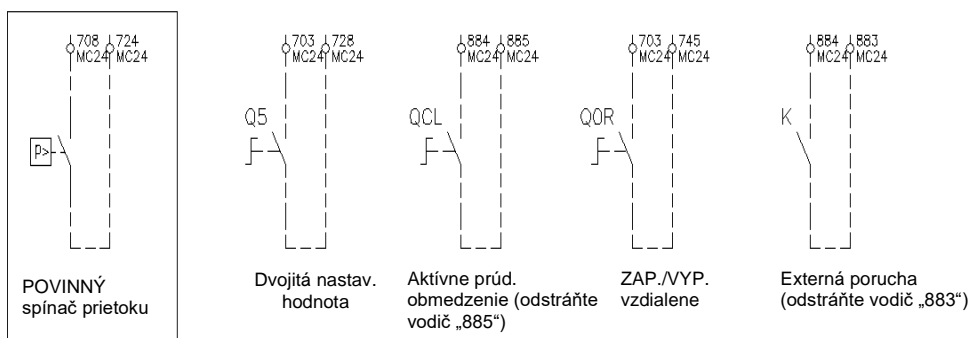 708 724
MC24 MC24
P>
POVINNÝ
spínač prietoku
703 728
MC24 MC24
Q5
Dvojitá nastav.
hodnota
884 885
MC24 MC24
QCL
Aktívne prúd.
obmedzenie (odstráňte
vodič „885“)
703 745
MC24 MC24
Q0R
ZAP./VYP.
vzdialene
884 883
MC24 MC24
K
Externá porucha
(odstráňte vodič „883“)